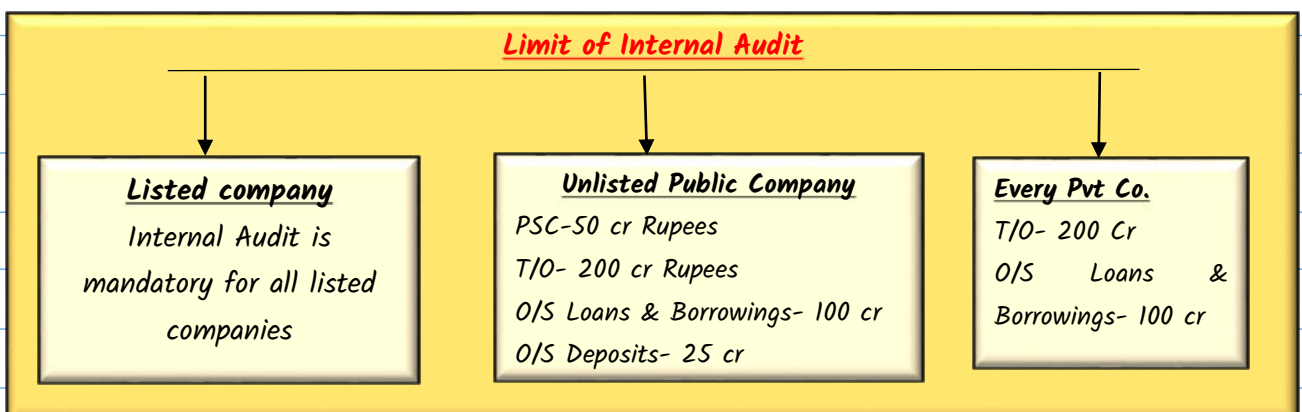 Limit of Internal Audit
Listed company
Internal Audit is
mandatory for all listed
companies
Unlisted Public Company
PSC-50 cr Rupees
T/O- 200 cr Rupees
O/S Loans & Borrowings- 100 cr
O/S Deposits- 25 cr
Every Pvt Co.
T/O- 200 Cr
O/S Loans &
Borrowings- 100 cr